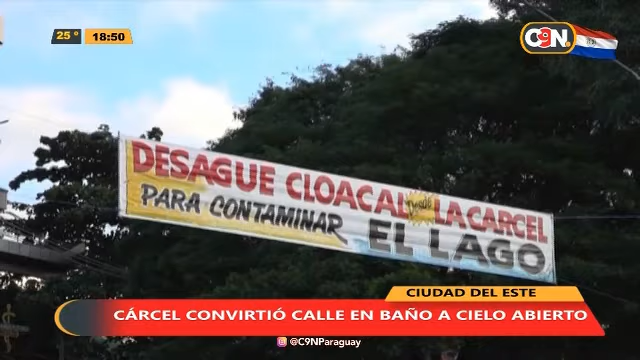 25 º 18:50
C9N
DESAGUE CLOACAL desde LA CARCEL
PARA CONTAMINAR EL LAGO
CIUDAD DEL ESTE
CÁRCEL CONVIRTIÓ CALLE EN BAÑO A CIELO ABIERTO
@C9NParaguay